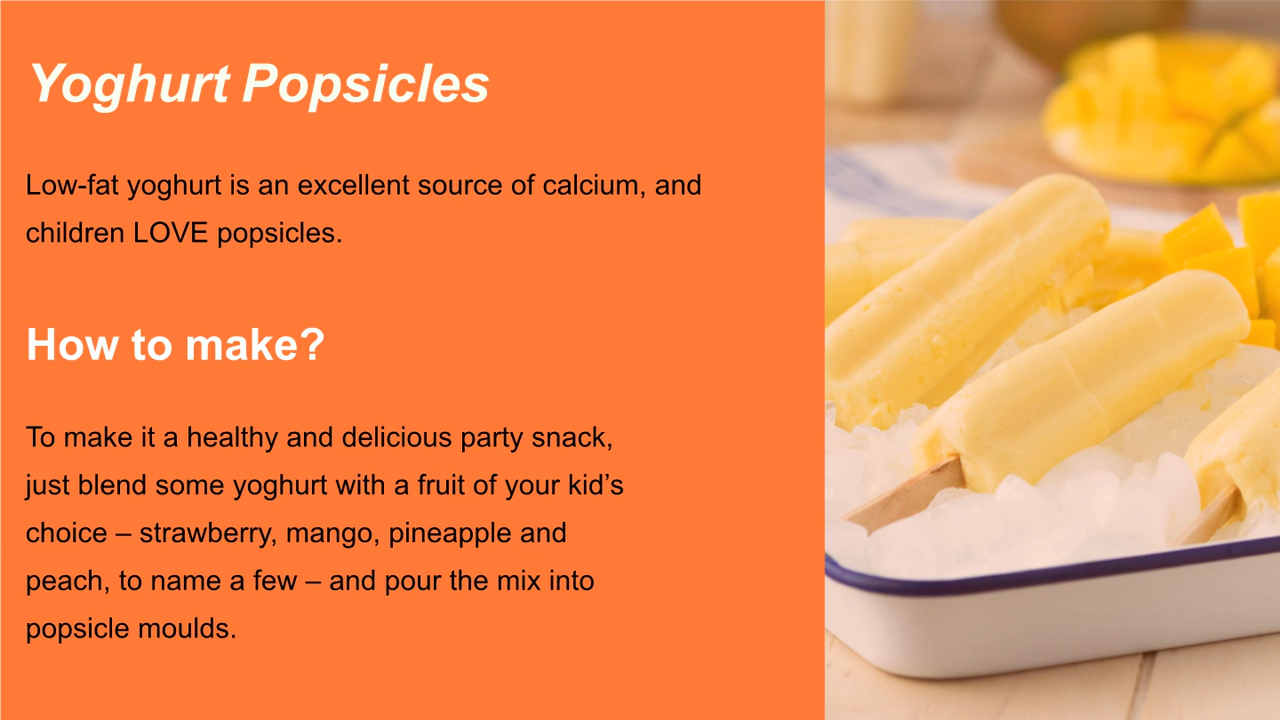 Yoghurt Popsicles
Low-fat yoghurt is an excellent source of calcium, and
children LOVE popsicles.
How to make?
To make it a healthy and delicious party snack,
just blend some yoghurt with a fruit of your kid’s
choice – strawberry, mango, pineapple and
peach, to name a few – and pour the mix into
popsicle moulds.